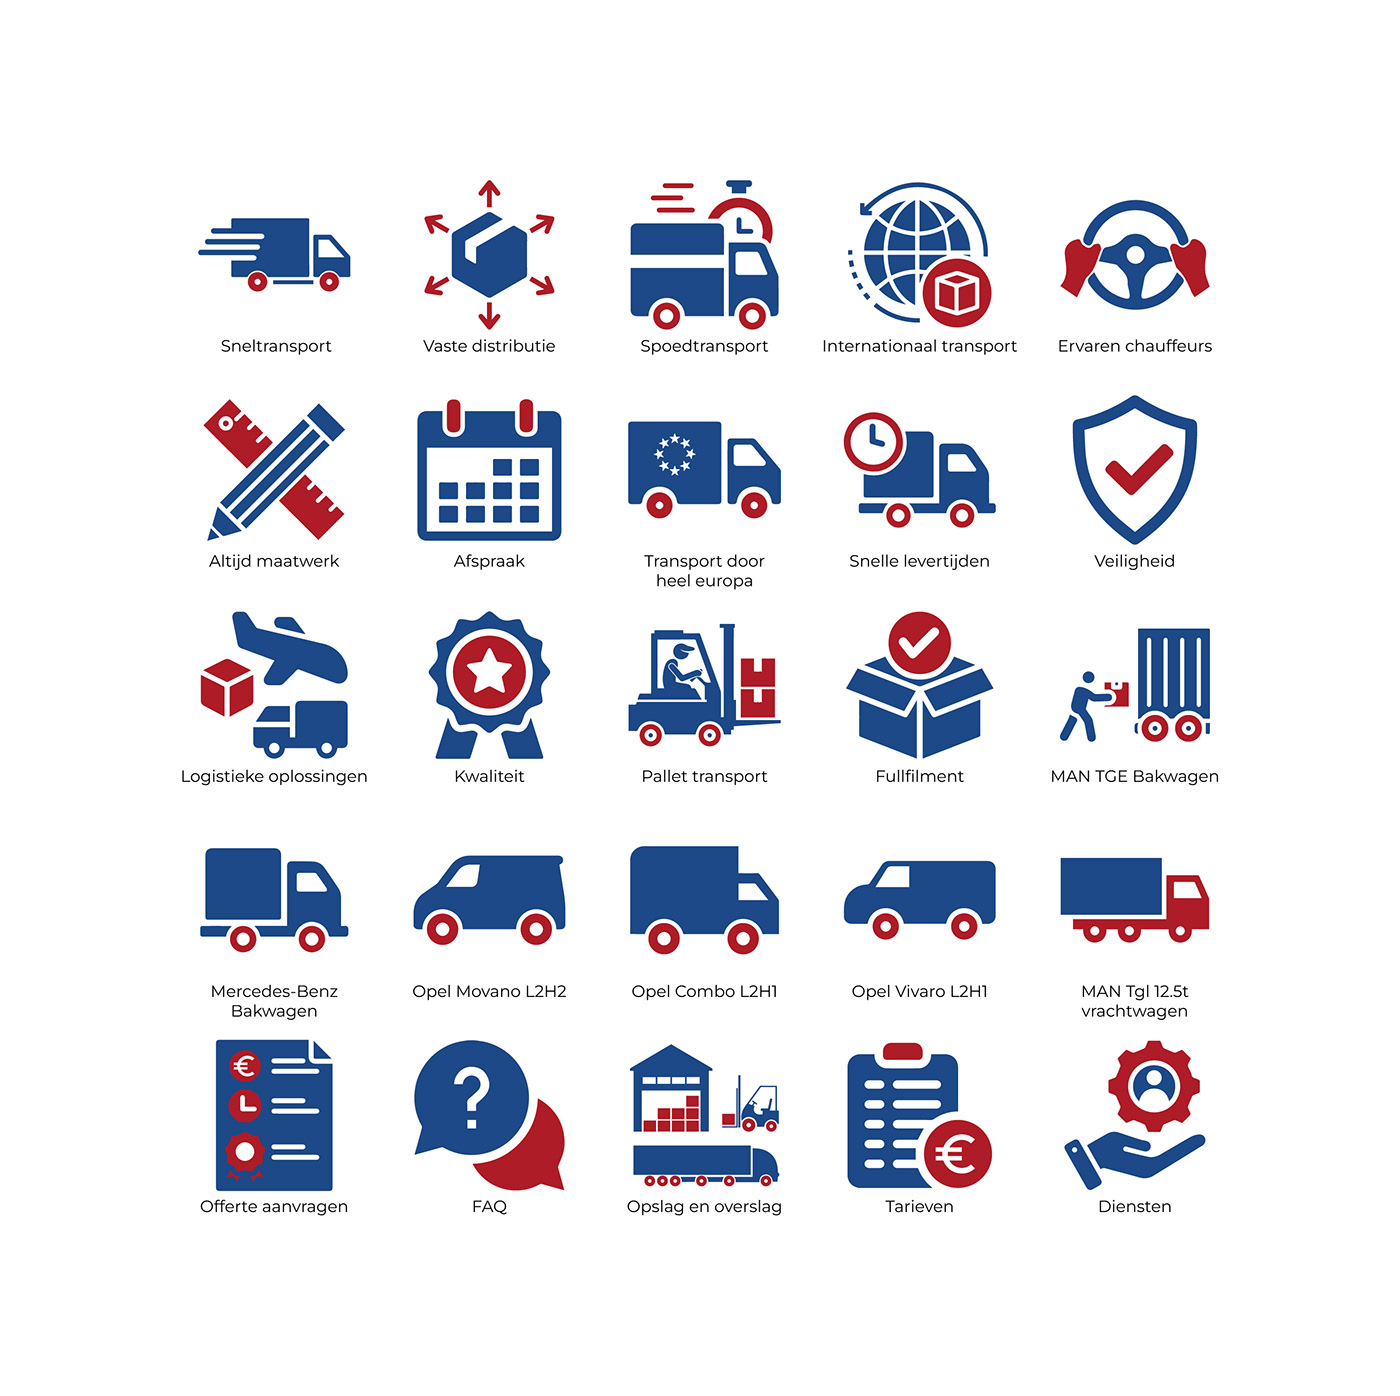 Sneltransport
Vaste distributie
Spoedtransport
Internationaal transport
Ervaren chauffeurs
Altijd maatwerk
Afspraak
Transport door
heel europa
Snelle levertijden
Veiligheid
Logistieke oplossingen
Kwaliteit
Pallet transport
Fullfilment
MAN TGE Bakwagen
Mercedes-Benz
Bakwagen
Opel Movano L2H2
Opel Combo L2H1
Opel Vivaro L2H1
MAN Tgl 12.5t
vrachtwagen
€
?
€
Offerte aanvragen
FAQ
Opslag en overslag
Tarieven
Diensten